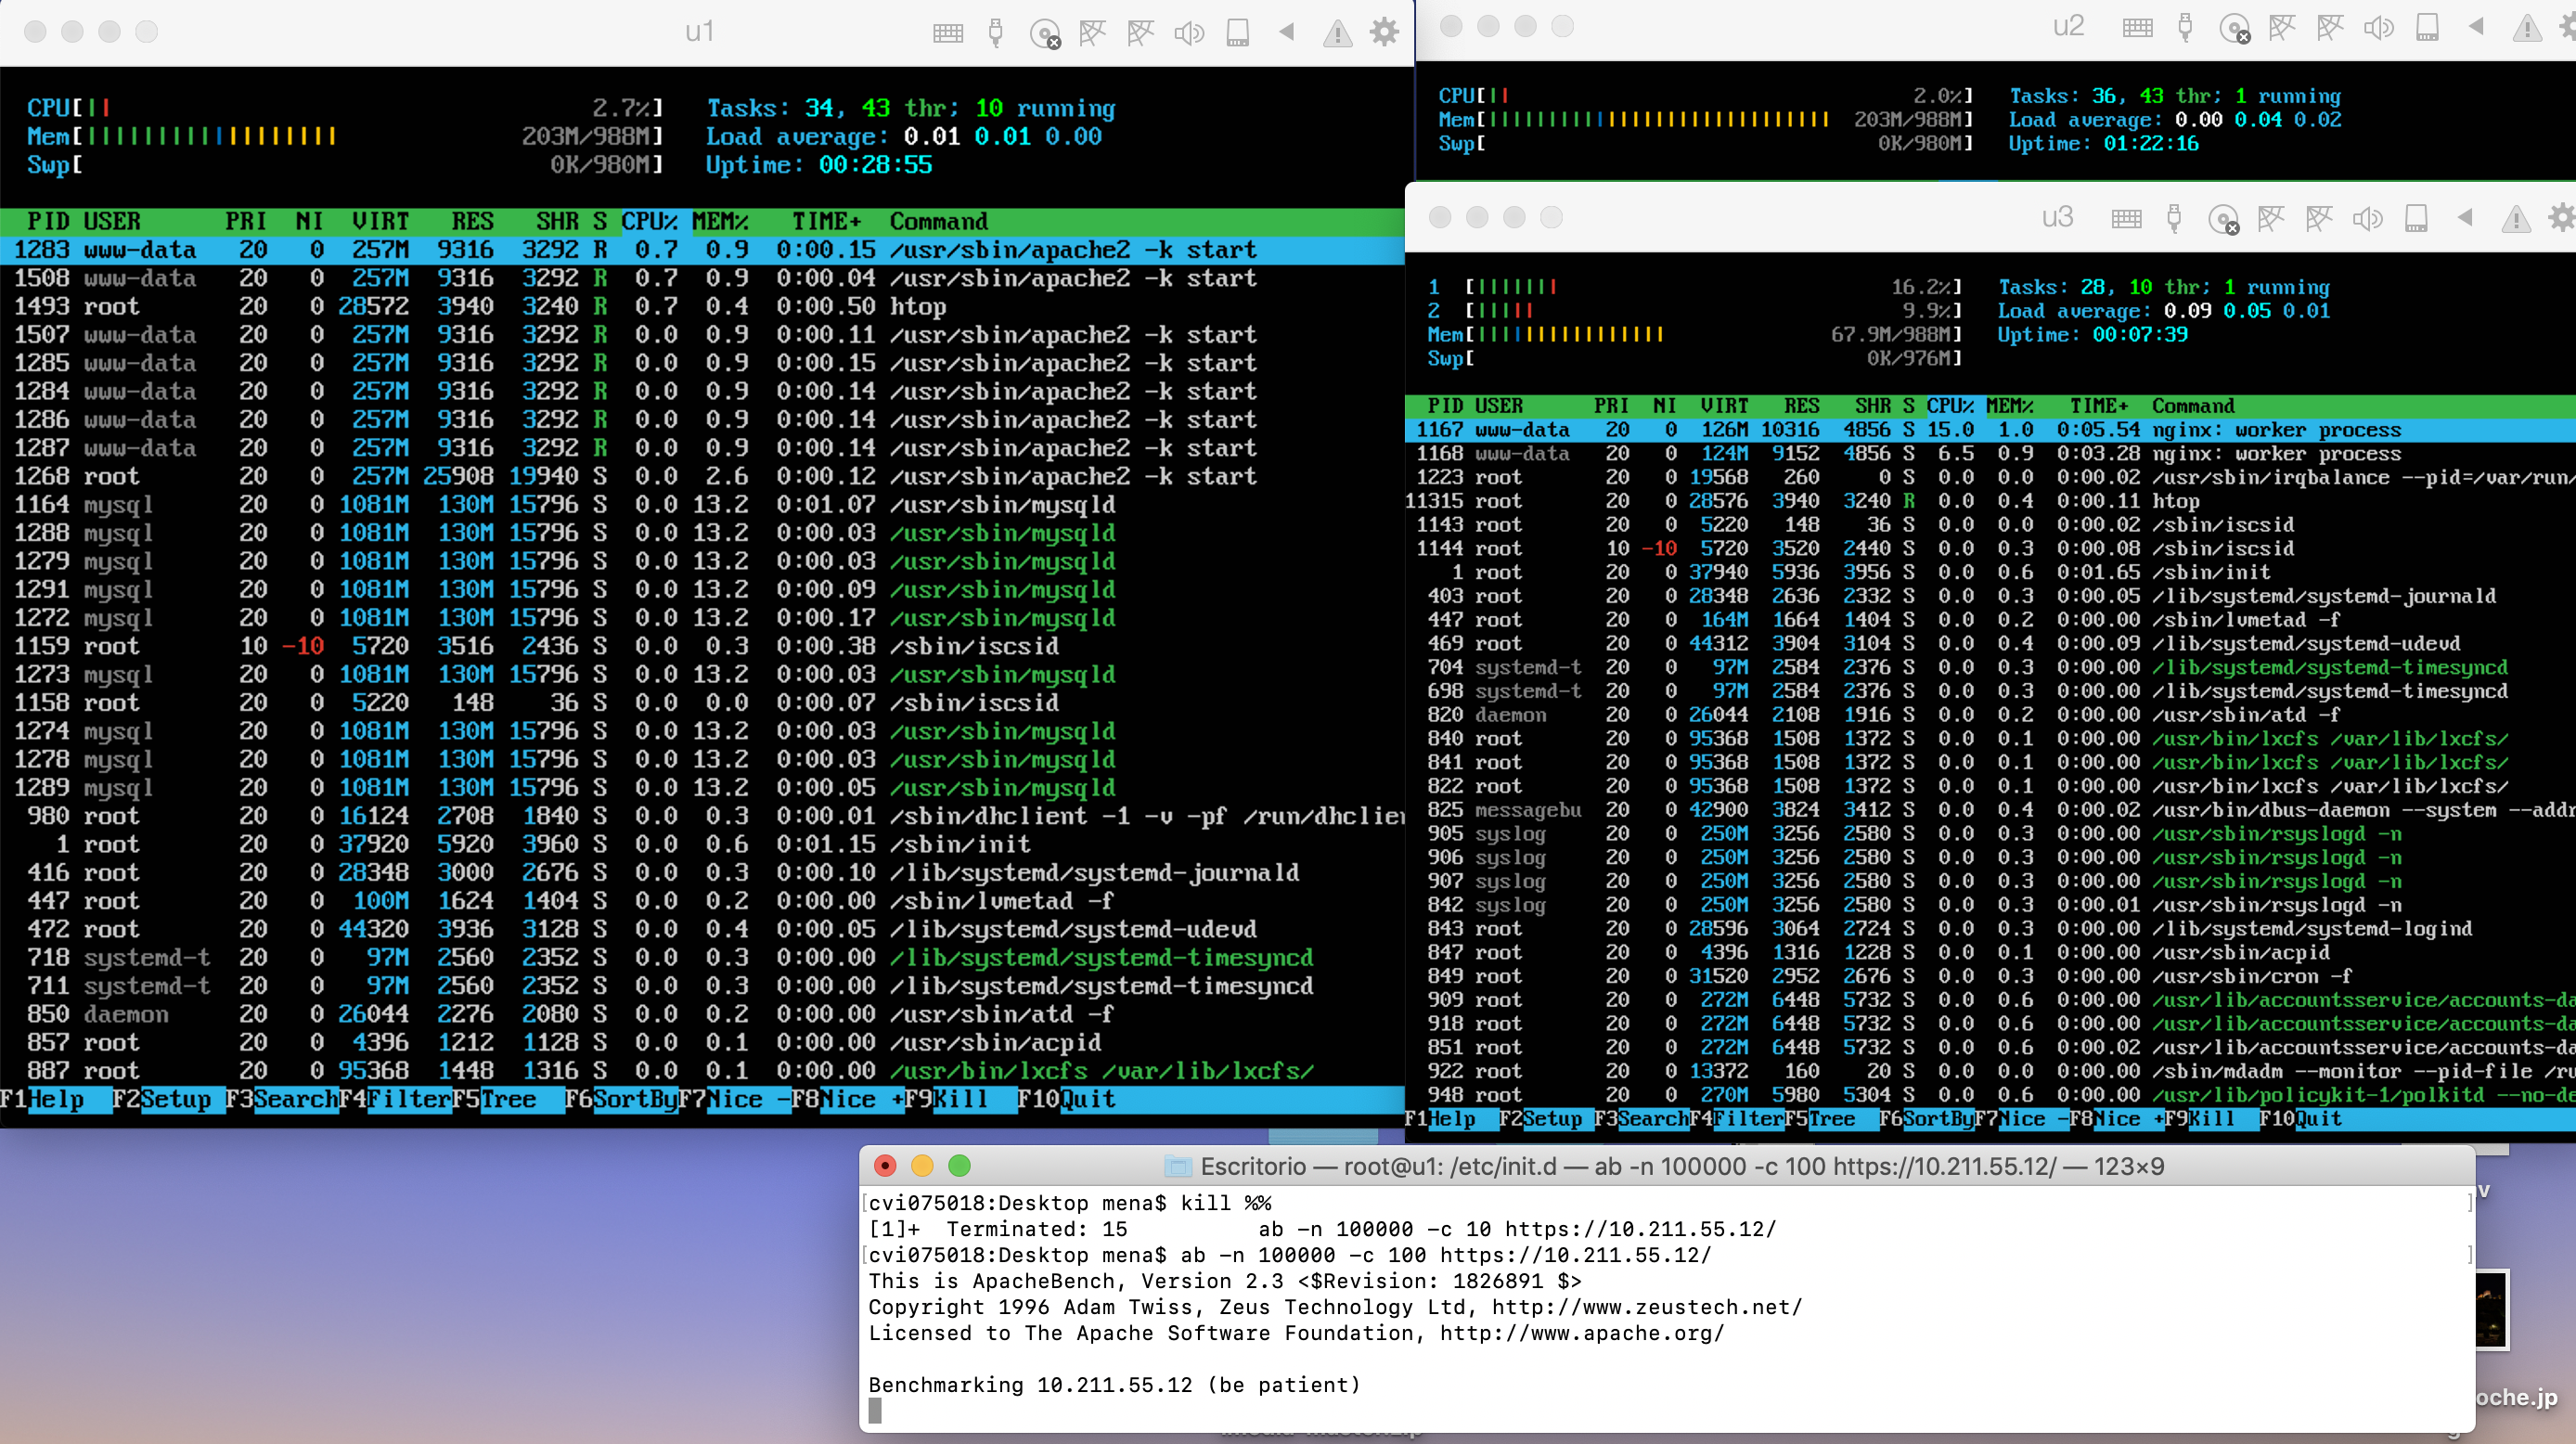 u1
CPU[|| 2.7%] Tasks: 34, 43 thr; 10 running
Mem[|||||||||||||||||| 203M/988M] Load average: 0.01 0.01 0.00
Swp[ 0K/980M] Uptime: 00:28:55
PID USER PRI NI VIRT RES SHR S CPU% MEM% TIME+ Command
1283 www-data 20 0 257M 9316 3292 R 0.7 0.9 0:00.15 /usr/sbin/apache2 -k start
1508 www-data 20 0 257M 9316 3292 R 0.7 0.9 0:00.04 /usr/sbin/apache2 -k start
1493 root 20 0 28572 3940 3240 R 0.7 0.4 0:00.50 htop
1507 www-data 20 0 257M 9316 3292 R 0.0 0.9 0:00.11 /usr/sbin/apache2 -k start
1285 www-data 20 0 257M 9316 3292 R 0.0 0.9 0:00.15 /usr/sbin/apache2 -k start
1284 www-data 20 0 257M 9316 3292 R 0.0 0.9 0:00.14 /usr/sbin/apache2 -k start
1286 www-data 20 0 257M 9316 3292 R 0.0 0.9 0:00.14 /usr/sbin/apache2 -k start
1287 www-data 20 0 257M 9316 3292 R 0.0 0.9 0:00.14 /usr/sbin/apache2 -k start
1268 root 20 0 257M 25908 19940 S 0.0 2.6 0:00.12 /usr/sbin/apache2 -k start
1164 mysql 20 0 1081M 130M 15796 S 0.0 13.2 0:01.07 /usr/sbin/mysqld
1288 mysql 20 0 1081M 130M 15796 S 0.0 13.2 0:00.03 /usr/sbin/mysqld
1279 mysql 20 0 1081M 130M 15796 S 0.0 13.2 0:00.03 /usr/sbin/mysqld
1291 mysql 20 0 1081M 130M 15796 S 0.0 13.2 0:00.09 /usr/sbin/mysqld
1272 mysql 20 0 1081M 130M 15796 S 0.0 13.2 0:00.17 /usr/sbin/mysqld
1159 root 10 -10 5720 3516 2436 S 0.0 0.3 0:00.38 /sbin/iscsid
1273 mysql 20 0 1081M 130M 15796 S 0.0 13.2 0:00.03 /usr/sbin/mysqld
1158 root 20 0 5220 148 36 S 0.0 0.0 0:00.07 /sbin/iscsid
1274 mysql 20 0 1081M 130M 15796 S 0.0 13.2 0:00.03 /usr/sbin/mysqld
1278 mysql 20 0 1081M 130M 15796 S 0.0 13.2 0:00.03 /usr/sbin/mysqld
1289 mysql 20 0 1081M 130M 15796 S 0.0 13.2 0:00.05 /usr/sbin/mysqld
980 root 20 0 16124 2708 1840 S 0.0 0.3 0:00.01 /sbin/dhclient -1 -v -pf /run/dhclie
1 root 20 0 37920 5920 3960 S 0.0 0.6 0:01.15 /sbin/init
416 root 20 0 28348 3000 2676 S 0.0 0.3 0:00.10 /lib/systemd/systemd-journald
447 root 20 0 100M 1624 1404 S 0.0 0.2 0:00.00 /sbin/lvmetad -f
472 root 20 0 44320 3936 3128 S 0.0 0.4 0:00.05 /lib/systemd/systemd-udevd
718 systemd-t 20 0 97M 2560 2352 S 0.0 0.3 0:00.00 /lib/systemd/systemd-timesyncd
711 systemd-t 20 0 97M 2560 2352 S 0.0 0.3 0:00.00 /lib/systemd/systemd-timesyncd
850 daemon 20 0 26044 2276 2080 S 0.0 0.2 0:00.00 /usr/sbin/atd -f
857 root 20 0 4396 1212 1128 S 0.0 0.1 0:00.00 /usr/sbin/acpid
887 root 20 0 95368 1448 1316 S 0.0 0.1 0:00.00 /usr/bin/lxcfs /var/lib/lxcfs/
F1Help F2Setup F3SearchF4FilterF5Tree F6SortByF7Nice -F8Nice +F9Kill F10Quit
u2
CPU[|| 2.0%] Tasks: 36, 43 thr; 1 running
Mem[||||||||||||||||||||||||||||| 203M/988M] Load average: 0.00 0.04 0.02
Swp[ 0K/980M] Uptime: 01:22:16
u3
1 [||||||| 16.2%] Tasks: 28, 10 thr; 1 running
2 [||||| 9.9%] Load average: 0.09 0.05 0.01
Mem[|||||||||||||||| 67.9M/988M] Uptime: 00:07:39
Swp[ 0K/976M]
PID USER PRI NI VIRT RES SHR S CPU% MEM% TIME+ Command
1167 www-data 20 0 126M 10316 4856 S 15.0 1.0 0:05.54 nginx: worker process
1168 www-data 20 0 124M 9152 4856 S 6.5 0.9 0:03.28 nginx: worker process
1223 root 20 0 19568 260 0 S 0.0 0.0 0:00.02 /usr/sbin/irqbalance --pid=/var/run/
11315 root 20 0 28576 3940 3240 R 0.0 0.4 0:00.11 htop
1143 root 20 0 5220 148 36 S 0.0 0.0 0:00.02 /sbin/iscsid
1144 root 10 -10 5720 3520 2440 S 0.0 0.3 0:00.08 /sbin/iscsid
1 root 20 0 37940 5936 3956 S 0.0 0.6 0:01.65 /sbin/init
403 root 20 0 28348 2636 2332 S 0.0 0.3 0:00.05 /lib/systemd/systemd-journald
447 root 20 0 164M 1664 1404 S 0.0 0.2 0:00.00 /sbin/lvmetad -f
469 root 20 0 44312 3904 3104 S 0.0 0.4 0:00.09 /lib/systemd/systemd-udevd
704 systemd-t 20 0 97M 2584 2376 S 0.0 0.3 0:00.00 /lib/systemd/systemd-timesyncd
698 systemd-t 20 0 97M 2584 2376 S 0.0 0.3 0:00.00 /lib/systemd/systemd-timesyncd
820 daemon 20 0 26044 2108 1916 S 0.0 0.2 0:00.00 /usr/sbin/atd -f
840 root 20 0 95368 1508 1372 S 0.0 0.1 0:00.00 /usr/bin/lxcfs /var/lib/lxcfs/
841 root 20 0 95368 1508 1372 S 0.0 0.1 0:00.00 /usr/bin/lxcfs /var/lib/lxcfs/
822 root 20 0 95368 1508 1372 S 0.0 0.1 0:00.00 /usr/bin/lxcfs /var/lib/lxcfs/
825 messagebu 20 0 42900 3824 3412 S 0.0 0.4 0:00.02 /usr/bin/dbus-daemon --system --addr
905 syslog 20 0 250M 3256 2580 S 0.0 0.3 0:00.00 /usr/sbin/rsyslogd -n
906 syslog 20 0 250M 3256 2580 S 0.0 0.3 0:00.00 /usr/sbin/rsyslogd -n
907 syslog 20 0 250M 3256 2580 S 0.0 0.3 0:00.00 /usr/sbin/rsyslogd -n
842 syslog 20 0 250M 3256 2580 S 0.0 0.3 0:00.01 /usr/sbin/rsyslogd -n
843 root 20 0 28596 3064 2724 S 0.0 0.3 0:00.00 /lib/systemd/systemd-logind
847 root 20 0 4396 1316 1228 S 0.0 0.1 0:00.00 /usr/sbin/acpid
849 root 20 0 31520 2952 2676 S 0.0 0.3 0:00.00 /usr/sbin/cron -f
909 root 20 0 272M 6448 5732 S 0.0 0.6 0:00.00 /usr/lib/accountsservice/accounts-da
918 root 20 0 272M 6448 5732 S 0.0 0.6 0:00.00 /usr/lib/accountsservice/accounts-da
851 root 20 0 272M 6448 5732 S 0.0 0.6 0:00.02 /usr/lib/accountsservice/accounts-da
922 root 20 0 13372 160 20 S 0.0 0.0 0:00.00 /sbin/mdadm --monitor --pid-file /ru
948 root 20 0 270M 5980 5304 S 0.0 0.6 0:00.00 /usr/lib/policykit-1/polkitd --no-de
F1Help F2Setup F3SearchF4FilterF5Tree F6SortByF7Nice -F8Nice +F9Kill F10Quit
Escritorio — root@u1: /etc/init.d — ab -n 100000 -c 100 https://10.211.55.12/ — 123×9
cvi075018:Desktop mena$ kill %%
[1]+ Terminated: 15 ab -n 100000 -c 10 https://10.211.55.12/
cvi075018:Desktop mena$ ab -n 100000 -c 100 https://10.211.55.12/
This is ApacheBench, Version 2.3 <$Revision: 1826891 $>
Copyright 1996 Adam Twiss, Zeus Technology Ltd, http://www.zeustech.net/
Licensed to The Apache Software Foundation, http://www.apache.org/
Benchmarking 10.211.55.12 (be patient)
v
oche.jp